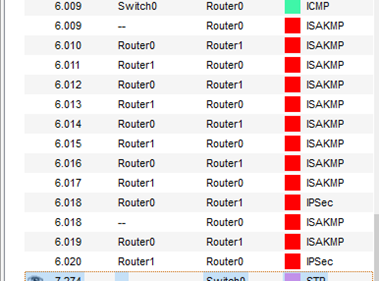 6.009 Switch0 Router0 ICMP
6.009 -- Router0 ISAKMP
6.010 Router0 Router1 ISAKMP
6.011 Router1 Router0 ISAKMP
6.012 Router0 Router1 ISAKMP
6.013 Router1 Router0 ISAKMP
6.014 Router0 Router1 ISAKMP
6.015 Router1 Router0 ISAKMP
6.016 Router0 Router1 ISAKMP
6.017 Router1 Router0 ISAKMP
6.018 Router0 Router1 IPSec
6.018 -- Router0 ISAKMP
6.019 Router0 Router1 ISAKMP
6.020 Router1 Router0 IPSec
7.274 Switch0 STP